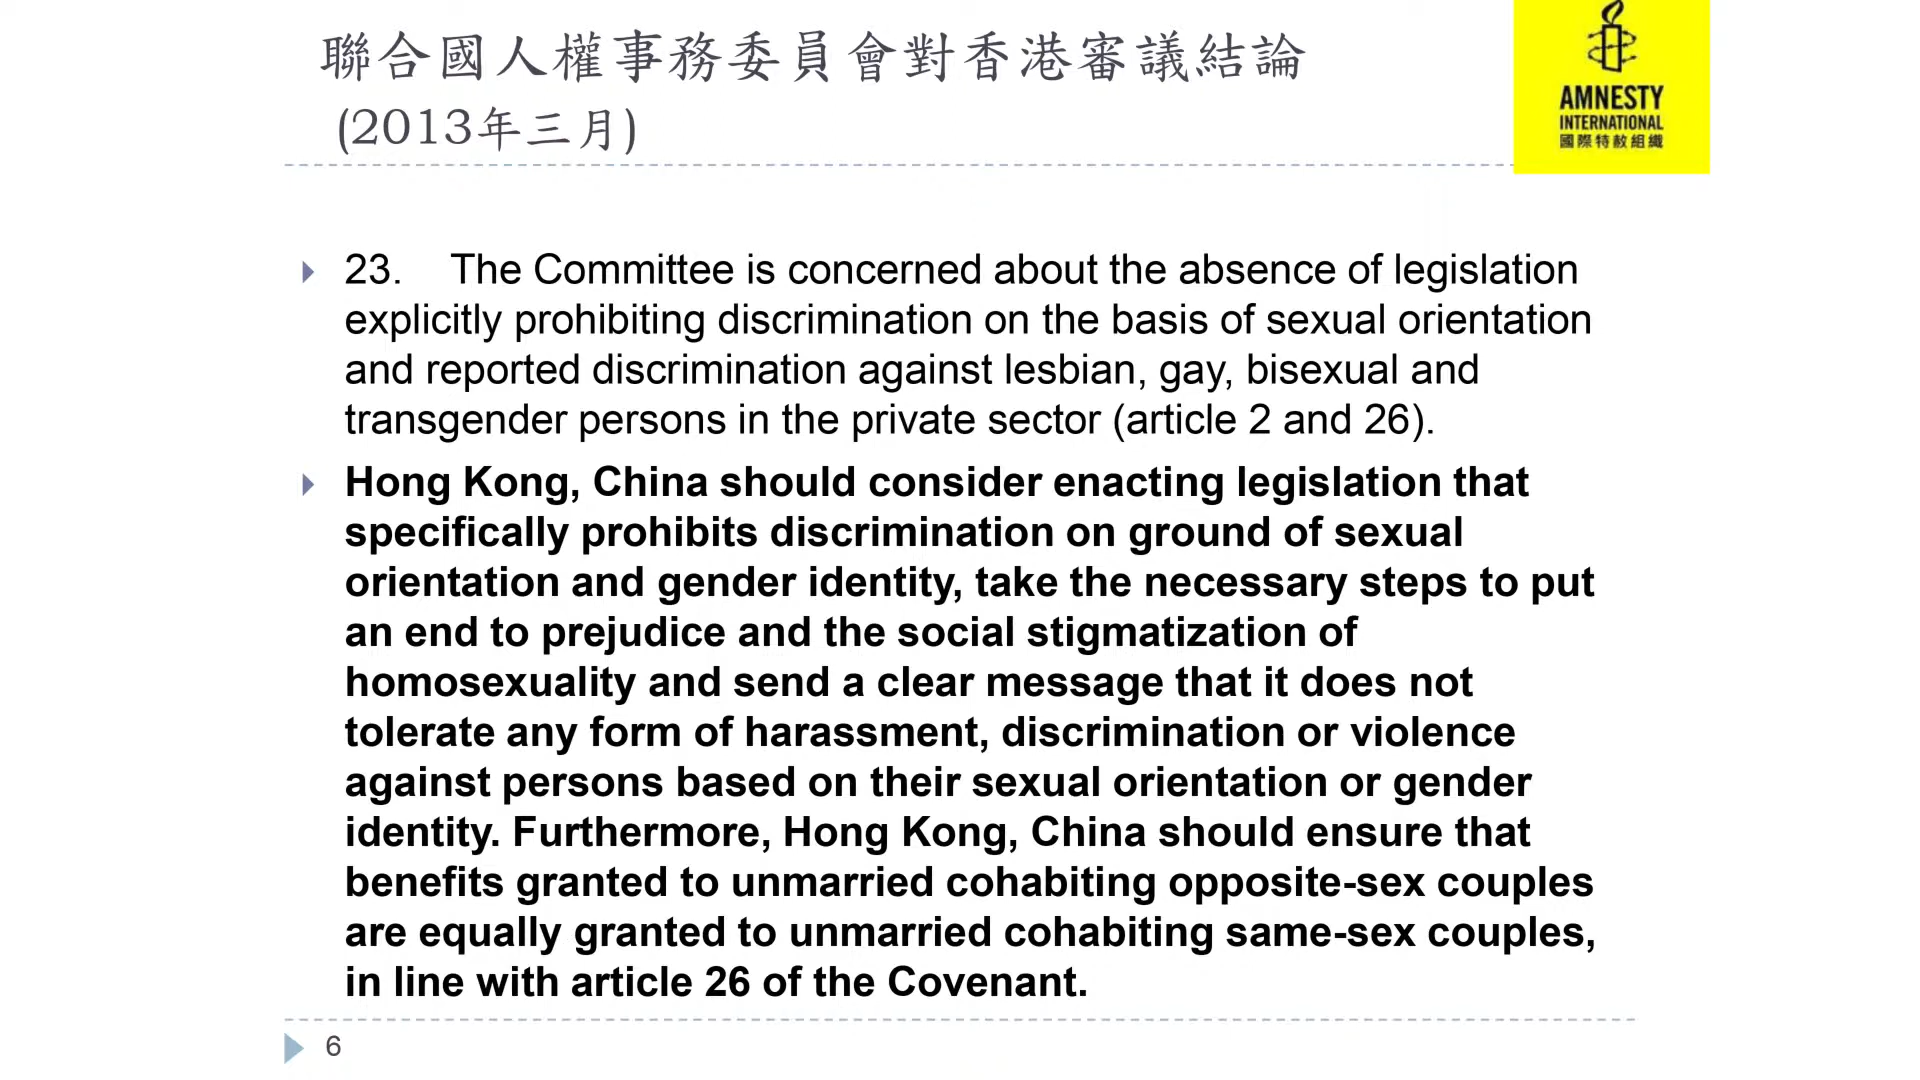 聯合國人權事務委員會對香港審議結論
(2013年三月)
AMNESTY
INTERNATIONAL
國際特赦組織
23. The Committee is concerned about the absence of legislation
explicitly prohibiting discrimination on the basis of sexual orientation
and reported discrimination against lesbian, gay, bisexual and
transgender persons in the private sector (article 2 and 26).
Hong Kong, China should consider enacting legislation that
specifically prohibits discrimination on ground of sexual
orientation and gender identity, take the necessary steps to put
an end to prejudice and the social stigmatization of
homosexuality and send a clear message that it does not
tolerate any form of harassment, discrimination or violence
against persons based on their sexual orientation or gender
identity. Furthermore, Hong Kong, China should ensure that
benefits granted to unmarried cohabiting opposite-sex couples
are equally granted to unmarried cohabiting same-sex couples,
in line with article 26 of the Covenant.
6